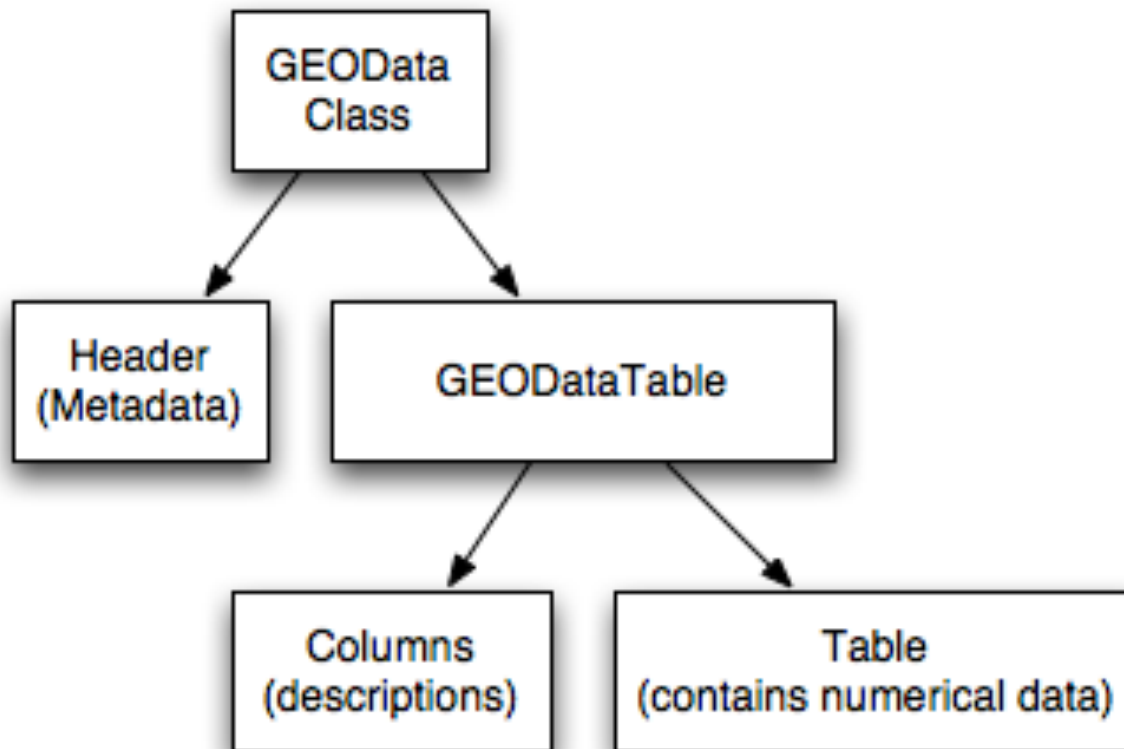 GEOData
Class
Header
(Metadata)
GEODataTable
Columns
(descriptions)
Table
(contains numerical data)